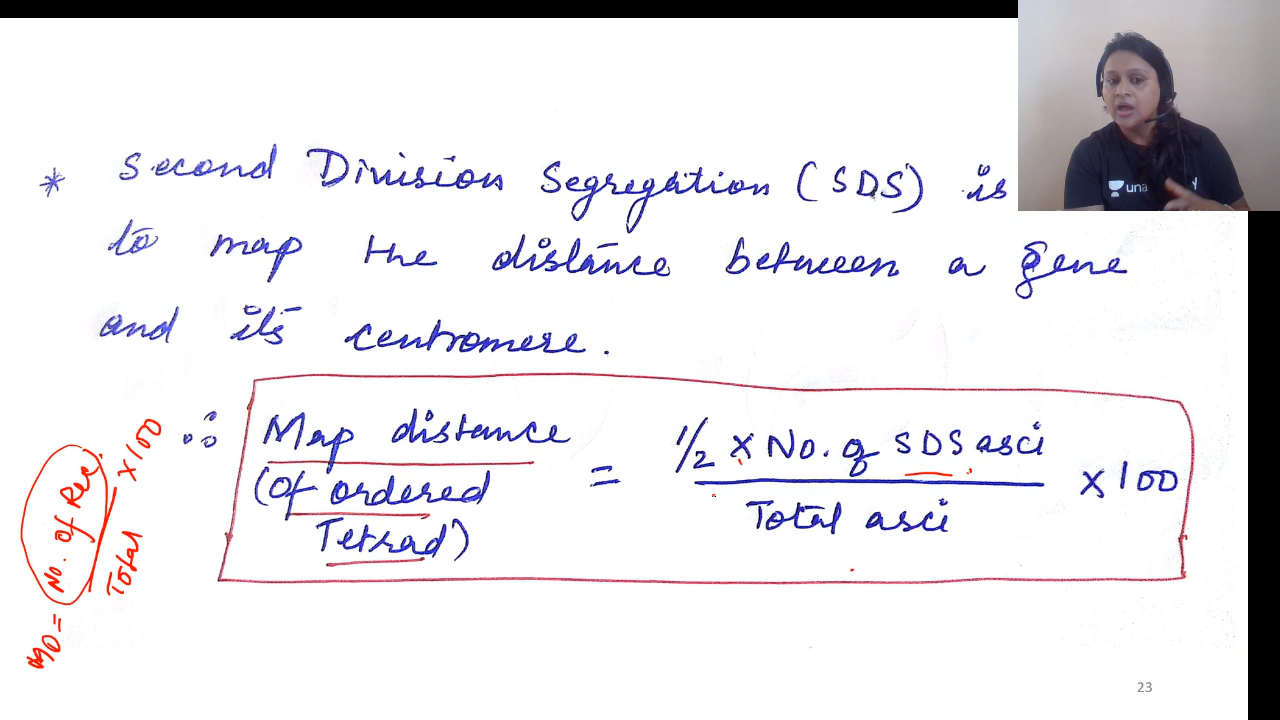 * Second Division Segregation (SDS) is
to map the distance between a gene
and its centromere.
∴ Map distance (Of ordered Tetrad) = 1/2 × No. of SDS asci / Total asci × 100
MD = No. of Rec. / Total × 100
una
y
23